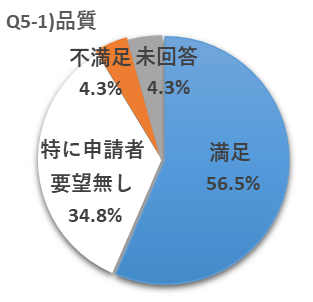 Q5-1)品質
不満足
4.3%
未回答
4.3%
特に申請者
要望無し
34.8%
満足
56.5%